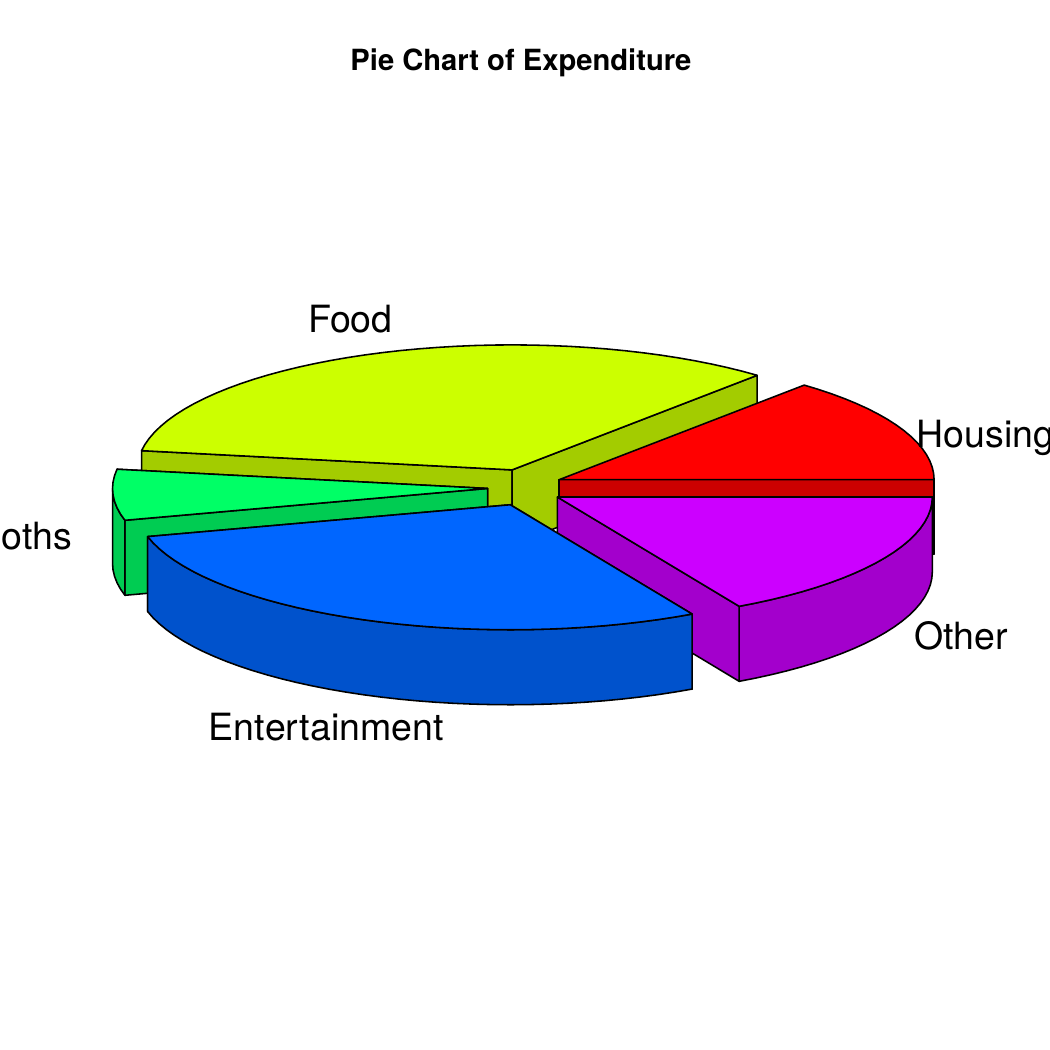 Pie Chart of Expenditure
Food
Housing
oths
Other
Entertainment